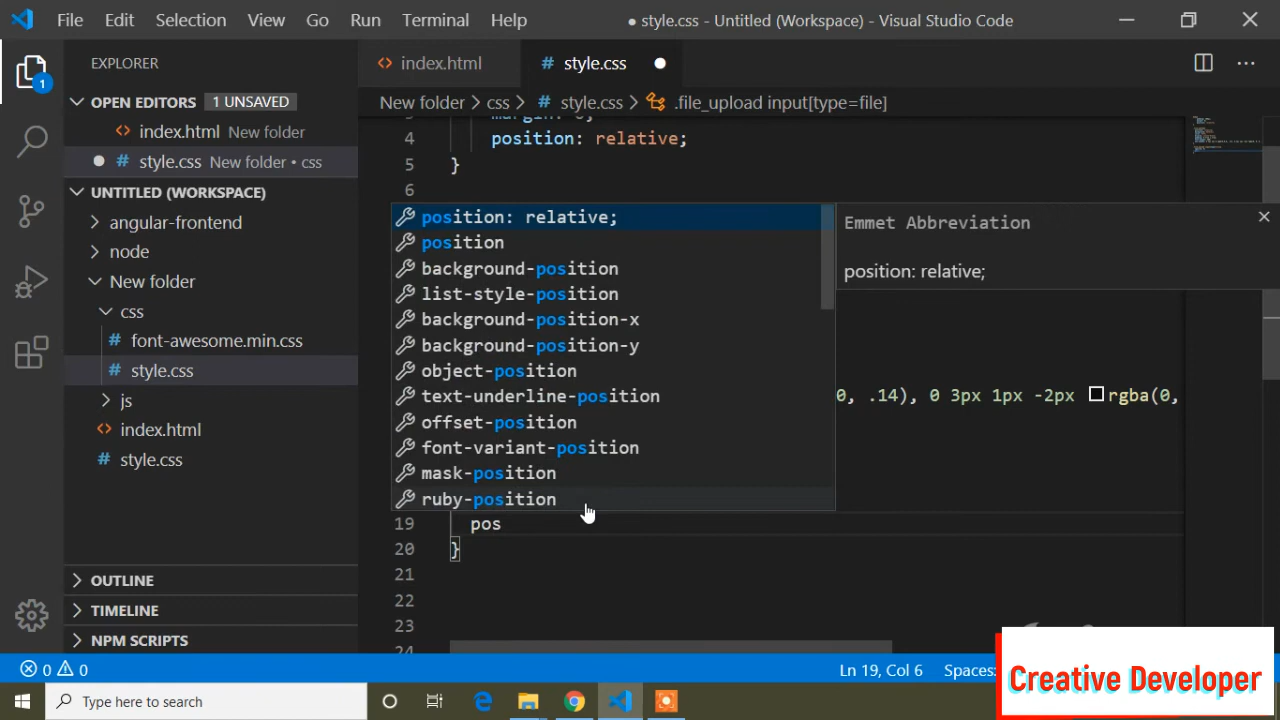 File Edit Selection View Go Run Terminal Help
● style.css - Untitled (Workspace) - Visual Studio Code
EXPLORER
OPEN EDITORS 1 UNSAVED
index.html New folder
style.css New folder • css
UNTITLED (WORKSPACE)
angular-frontend
node
New folder
css
font-awesome.min.css
style.css
js
index.html
style.css
OUTLINE
TIMELINE
NPM SCRIPTS
1
index.html
style.css
New folder > css > # style.css > .file_upload input[type=file]
4 position: relative;
5 }
6
position: relative;
position
background-position
list-style-position
background-position-x
background-position-y
object-position
text-underline-position
offset-position
font-variant-position
mask-position
ruby-position
Emmet Abbreviation
position: relative;
0, .14), 0 3px 1px -2px rgba(0,
19 pos
20 }
21
22
23
24
0 0
Ln 19, Col 6 Spaces:
Type here to search
Creative Developer